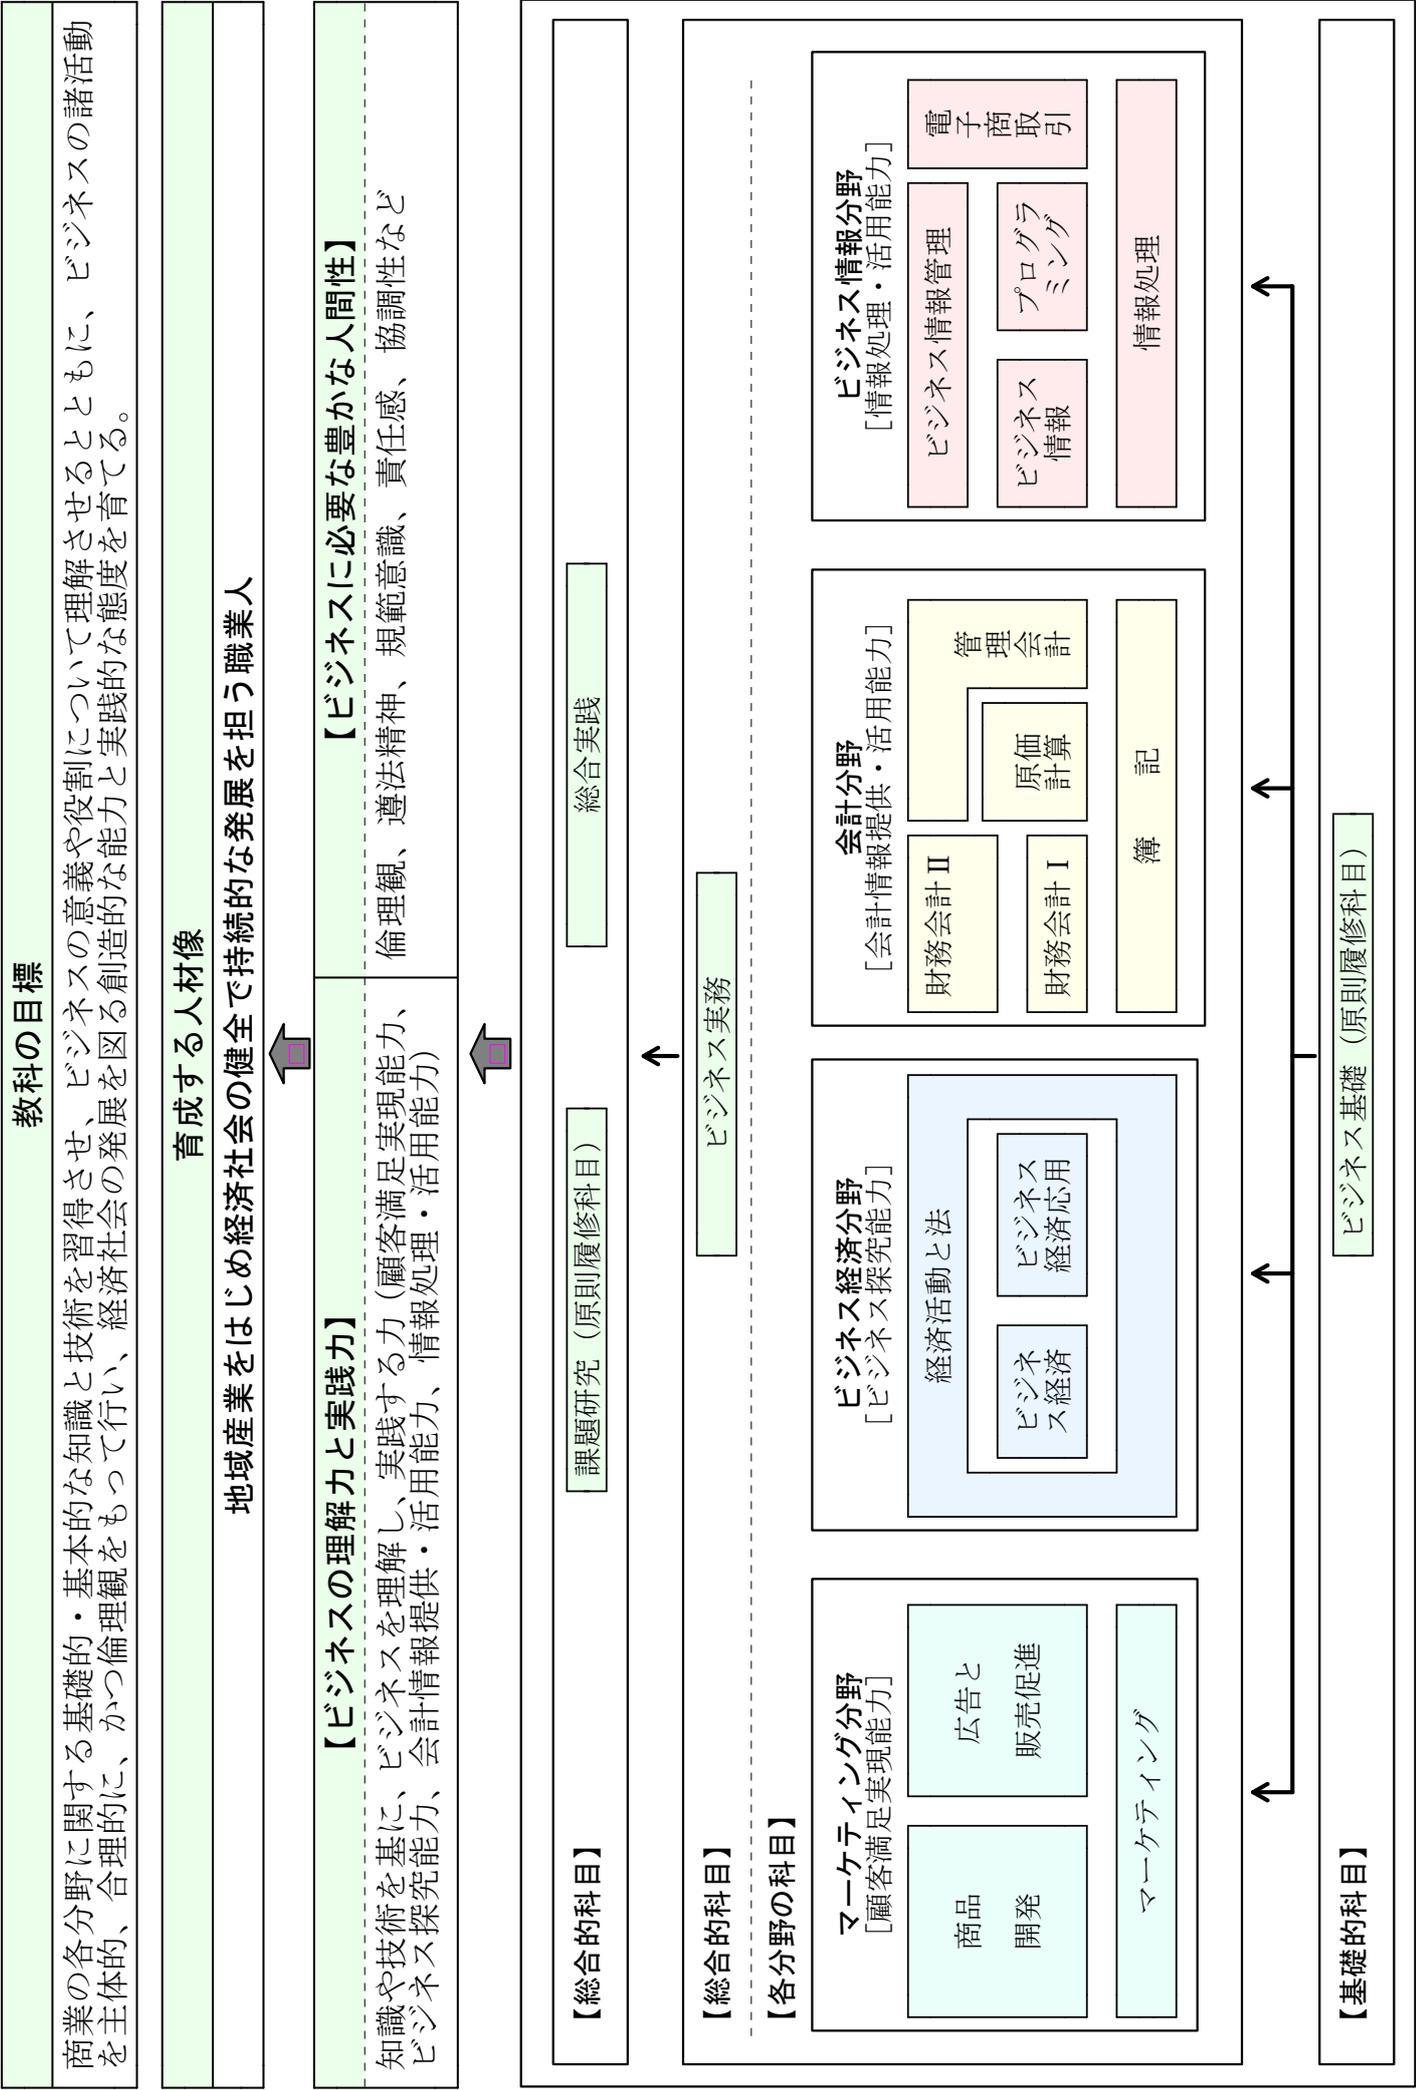 教科の目標
商業の各分野に関する基礎的・基本的な知識と技術を習得させ、ビジネスの意義や役割について理解させるとともに、ビジネスの諸活動
を主体的、合理的に、かつ倫理観をもって行い、経済社会の発展を図る創造的な能力と実践的な態度を育てる。
育成する人材像
地域産業をはじめ経済社会の健全で持続的な発展を担う職業人
【ビジネスの理解力と実践力】
知識や技術を基に、ビジネスを理解し、実践する力（顧客満足実現能力、
ビジネス探究能力、会計情報提供・活用能力、情報処理・活用能力）
【ビジネスに必要な豊かな人間性】
倫理観、遵法精神、規範意識、責任感、協調性など
【総合的科目】
課題研究（原則履修科目）
総合実践
【総合的科目】
ビジネス実務
【各分野の科目】
マーケティング分野
［顧客満足実現能力］
商品
開発
広告と
販売促進
マーケティング
ビジネス経済分野
［ビジネス探究能力］
経済活動と法
ビジネ
ス経済
ビジネス
経済応用
会計分野
［会計情報提供・活用能力］
財務会計Ⅱ
財務会計Ⅰ
原価
計算
管
理
会
計
簿　記
ビジネス情報分野
［情報処理・活用能力］
ビジネス情報管理
ビジネス
情報
プログラ
ミング
電
子
商
取
引
情報処理
【基礎的科目】
ビジネス基礎（原則履修科目）